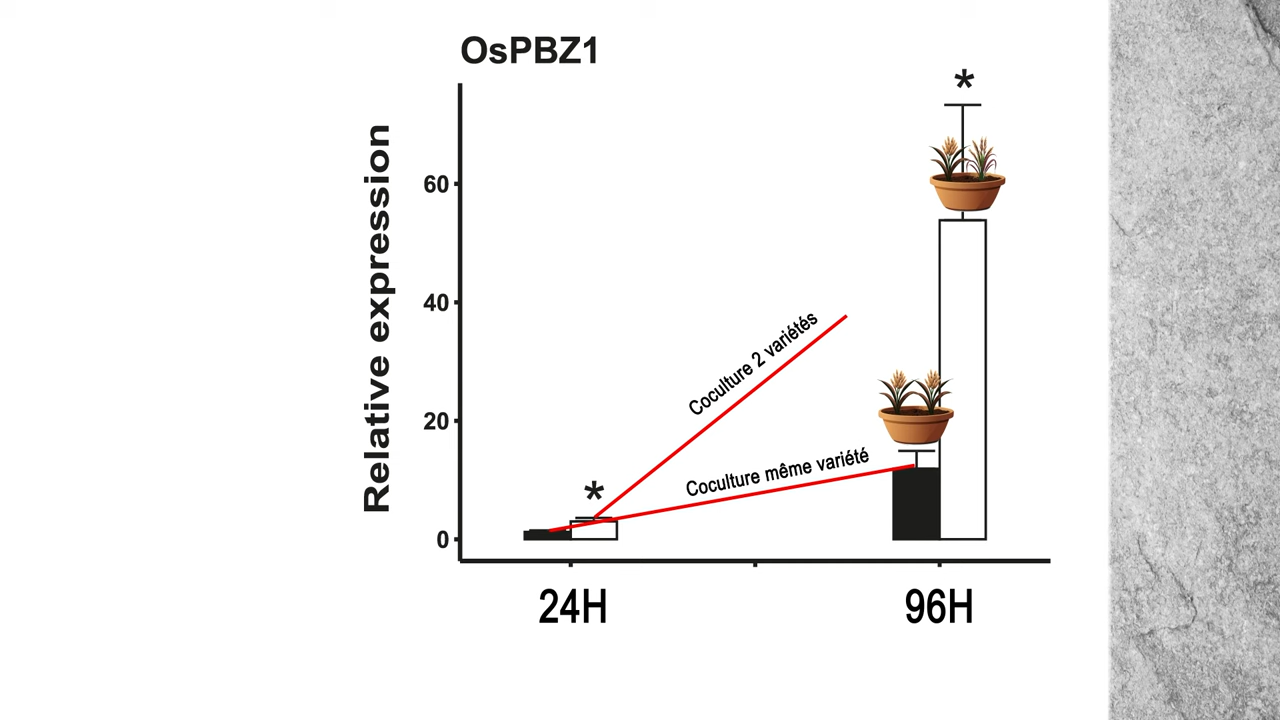 OsPBZ1
*
Relative expression
60
40
Coculture 2 variétés
20
Coculture même variété
*
0
24H
96H